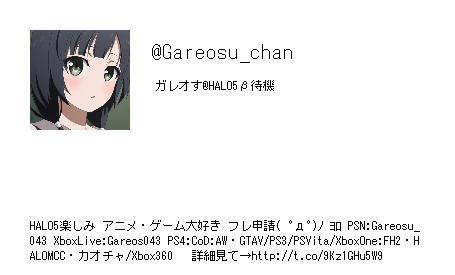 @Gareosu_chan
ガレオす@HALO5β待機
HALO5楽しみ アニメ・ゲーム大好き フレ申請( ﾟдﾟ)ﾉ ﾖﾛ PSN:Gareosu_
043 XboxLive:Gareos043 PS4:CoD:AW・GTAV/PS3/PSVita/XboxOne:FH2・H
ALOMCC・カオチャ/Xbox360 詳細見て→http://t.co/9Kz1GHu5W9